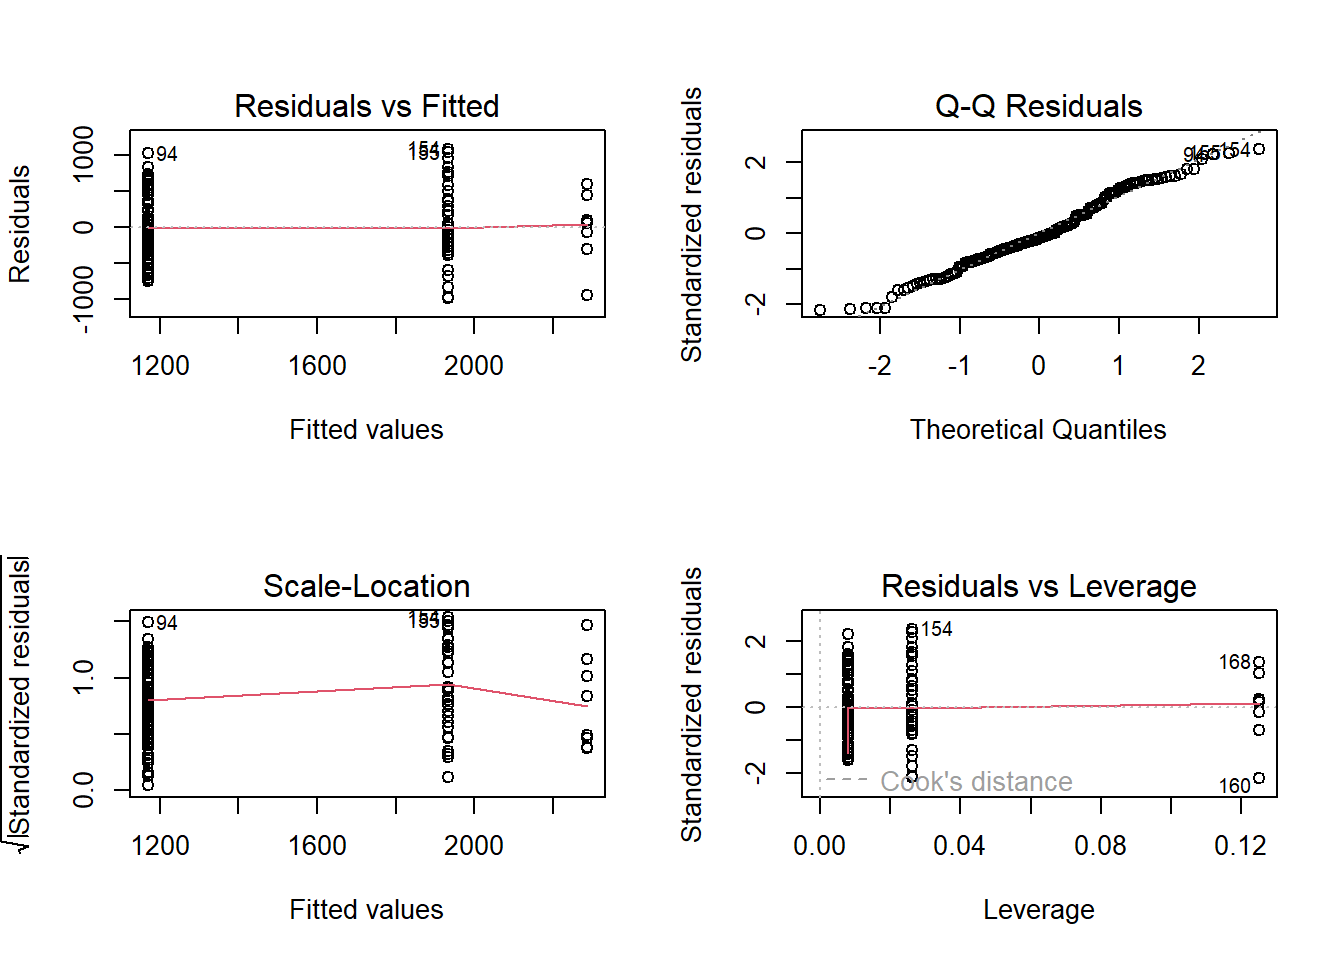 Residuals vs Fitted
Residuals
1000
0
-1000
94
154
1200
1600
2000
Fitted values
Q-Q Residuals
Standardized residuals
2
0
-2
154
-2
-1
0
1
2
Theoretical Quantiles
Scale-Location
√|Standardized residuals|
1.0
0.0
94
154
1200
1600
2000
Fitted values
Residuals vs Leverage
Standardized residuals
2
0
-2
154
168
160
Cook's distance
0.00
0.04
0.08
0.12
Leverage